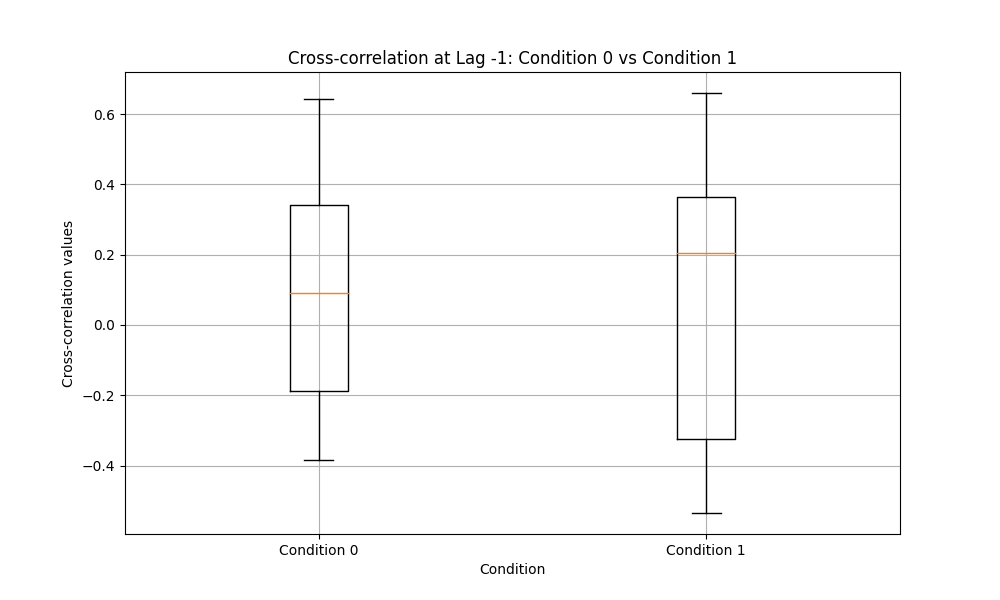 Cross-correlation at Lag -1: Condition 0 vs Condition 1
Cross-correlation values
0.6
0.4
0.2
0.0
−0.2
−0.4
Condition 0
Condition 1
Condition